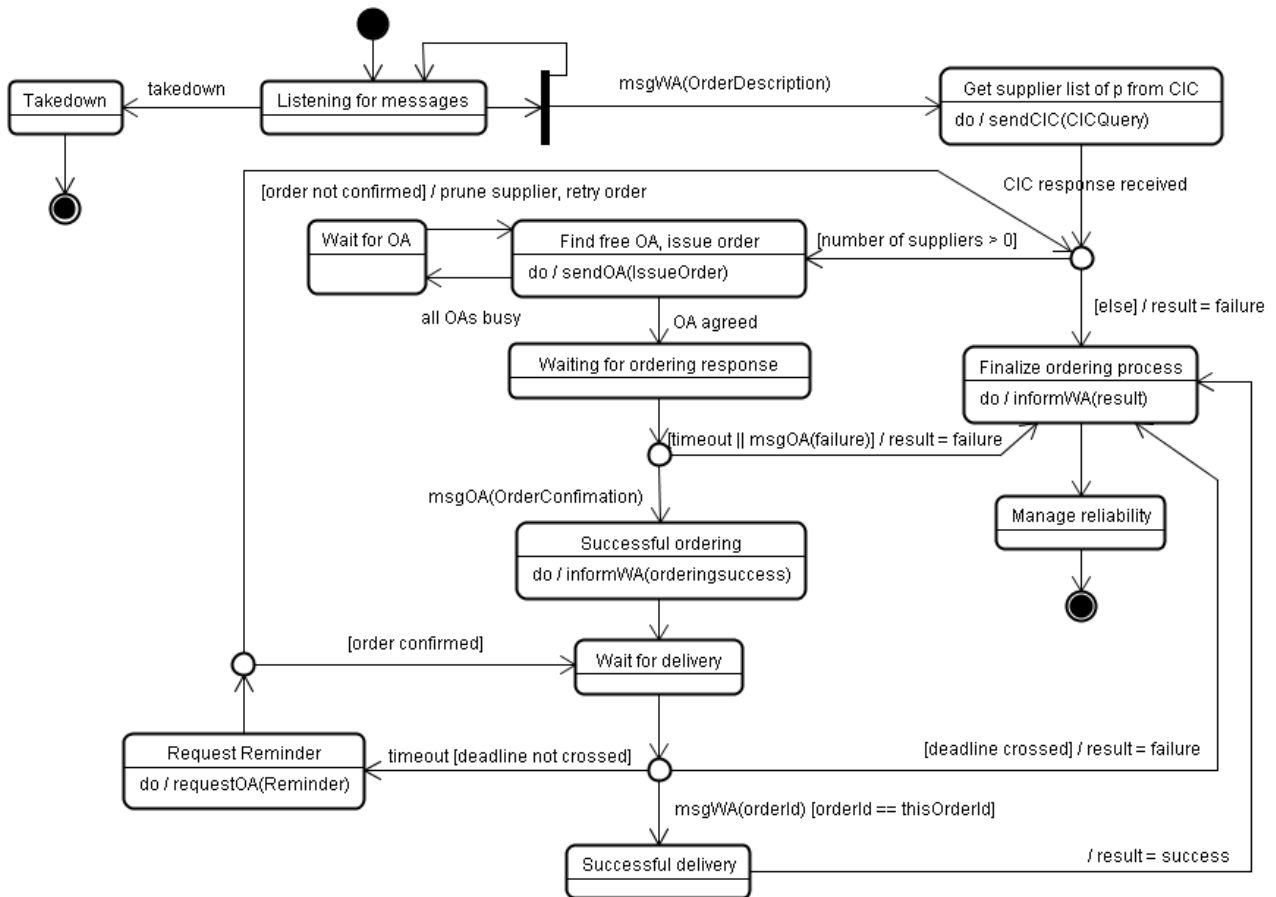 msgWA(OrderDescription)
takedown
Takedown
Listening for messages
Get supplier list of p from CIC
do / sendCIC(CICQuery)
[order not confirmed] / prune supplier, retry order
CIC response received
Wait for OA
Find free OA, issue order
do / sendOA(IssueOrder)
[number of suppliers > 0]
all OAs busy
OA agreed
[else] / result = failure
Waiting for ordering response
Finalize ordering process
do / informWA(result)
[timeout || msgOA(failure)] / result = failure
msgOA(OrderConfimation)
Manage reliability
Successful ordering
do / informWA(orderingsuccess)
[order confirmed]
Wait for delivery
Request Reminder
do / requestOA(Reminder)
timeout [deadline not crossed]
[deadline crossed] / result = failure
msgWA(orderId) [orderId == thisOrderId]
Successful delivery
/ result = success